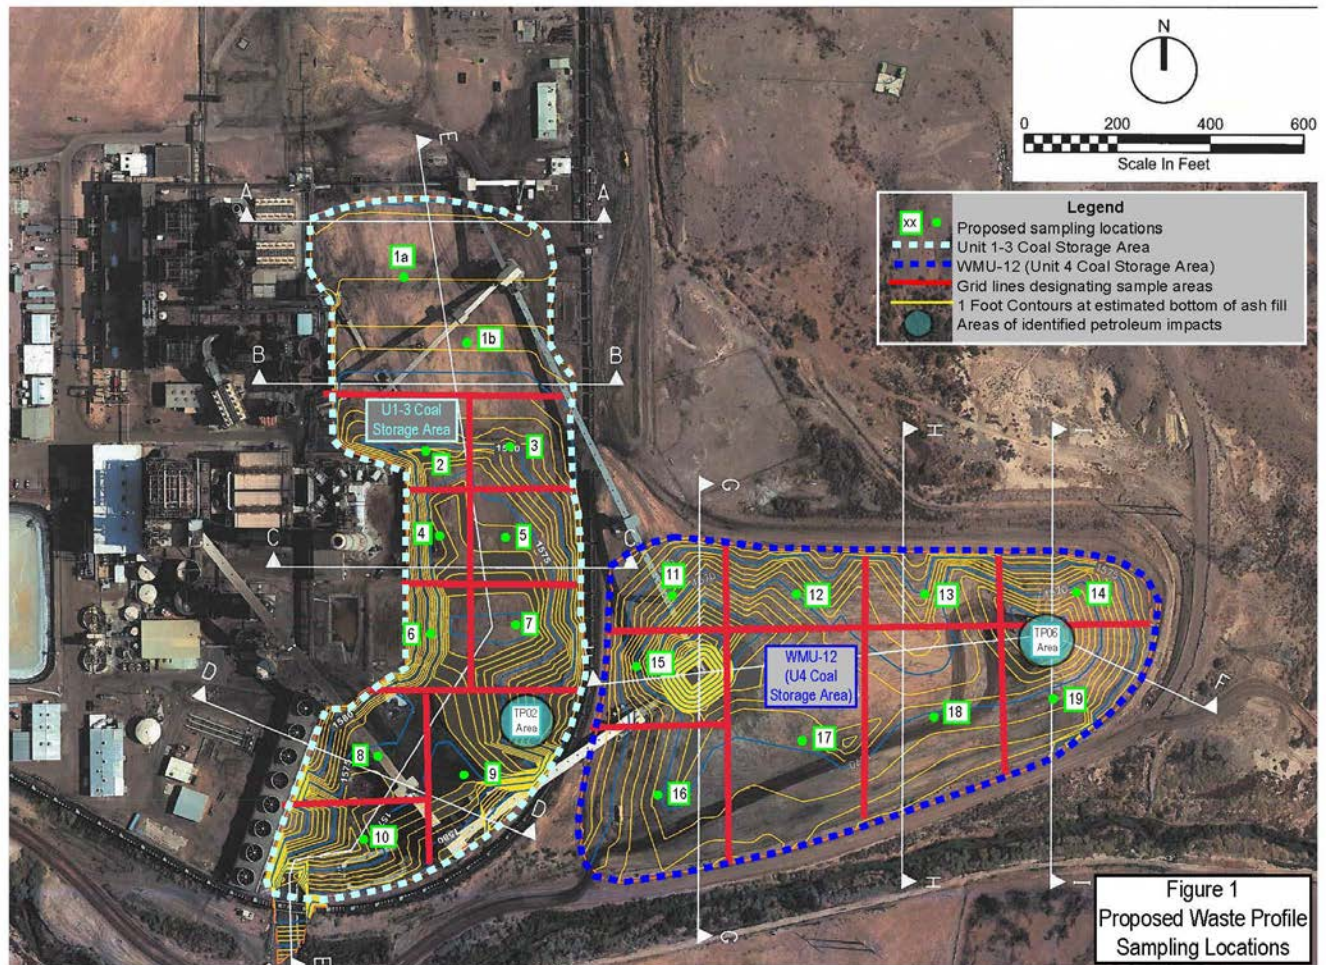 N
0 200 400 600
Scale In Feet
Legend
xx Proposed sampling locations
Unit 1-3 Coal Storage Area
WMU-12 (Unit 4 Coal Storage Area)
Grid lines designating sample areas
1 Foot Contours at estimated bottom of ash fill
Areas of identified petroleum impacts
E
A A
1a
1b
B B
U1-3 Coal
Storage Area
2
3
H I
G
4
5
1575
C C
11
12
13
14
6
7
TP06
Area
15
WMU-12
(U4 Coal
Storage Area)
D
F
1580
TP02
Area
18
19
8
17
1575
9
16
D
10
1580
H I
G
E
Figure 1
Proposed Waste Profile
Sampling Locations